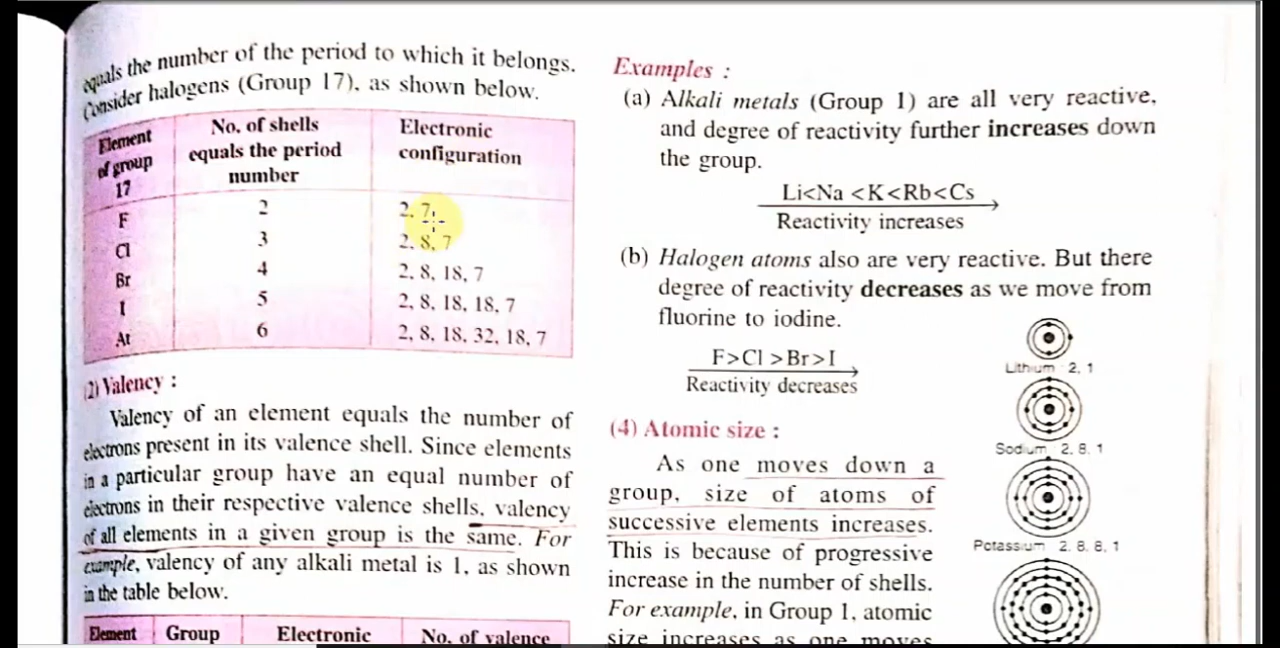 equals the number of the period to which it belongs.
Consider halogens (Group 17), as shown below.
Element of group 17 | No. of shells equals the period number | Electronic configuration
F | 2 | 2, 7
Cl | 3 | 2, 8, 7
Br | 4 | 2, 8, 18, 7
I | 5 | 2, 8, 18, 18, 7
At | 6 | 2, 8, 18, 32, 18, 7
(2) Valency :
Valency of an element equals the number of
electrons present in its valence shell. Since elements
in a particular group have an equal number of
electrons in their respective valence shells, valency
of all elements in a given group is the same. For
example, valency of any alkali metal is 1, as shown
in the table below.
Element | Group | Electronic | No. of valence
Examples :
(a) Alkali metals (Group 1) are all very reactive,
and degree of reactivity further increases down
the group.
Li<Na <K<Rb<Cs
Reactivity increases
(b) Halogen atoms also are very reactive. But there
degree of reactivity decreases as we move from
fluorine to iodine.
F>Cl >Br>I
Reactivity decreases
(4) Atomic size :
As one moves down a
group, size of atoms of
successive elements increases.
This is because of progressive
increase in the number of shells.
For example, in Group 1, atomic
size increases as one moves
Lithium 2, 1
Sodium 2, 8, 1
Potassium 2, 8, 8, 1